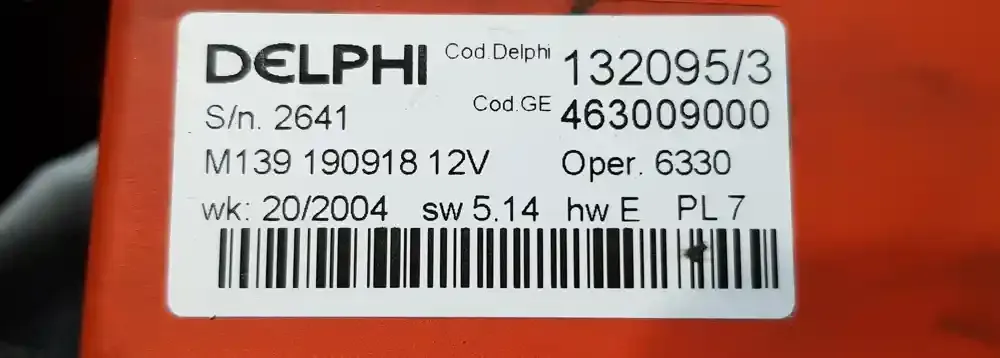 DELPHI Cod.Delphi 132095/3
Cod.GE 463009000
S/n. 2641
M139 190918 12V Oper. 6330
wk: 20/2004 sw 5.14 hw E PL 7